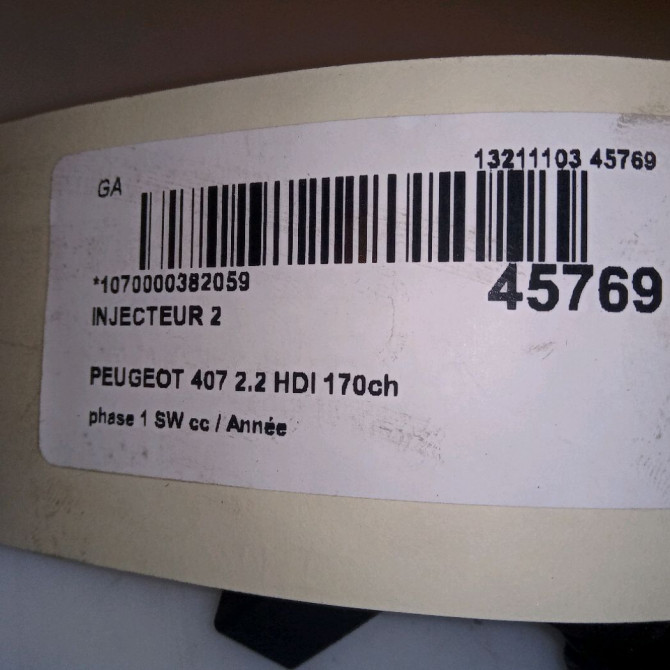 13211103 45769
GA
*1070000382059
45769
INJECTEUR 2
PEUGEOT 407 2.2 HDI 170ch
phase 1 SW cc / Année